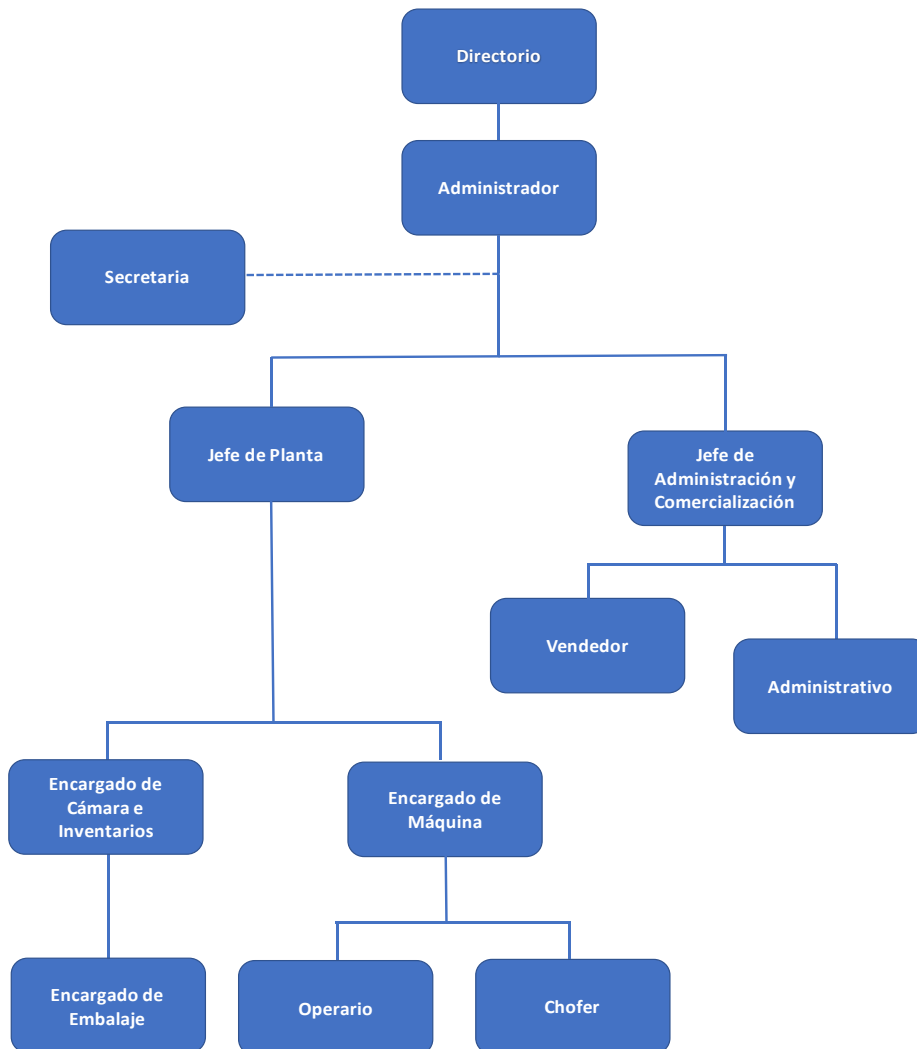 Directorio
Administrador
Secretaria
Jefe de Planta
Jefe de
Administración y
Comercialización
Vendedor
Administrativo
Encargado de
Cámara e
Inventarios
Encargado de
Máquina
Encargado de
Embalaje
Operario
Chofer